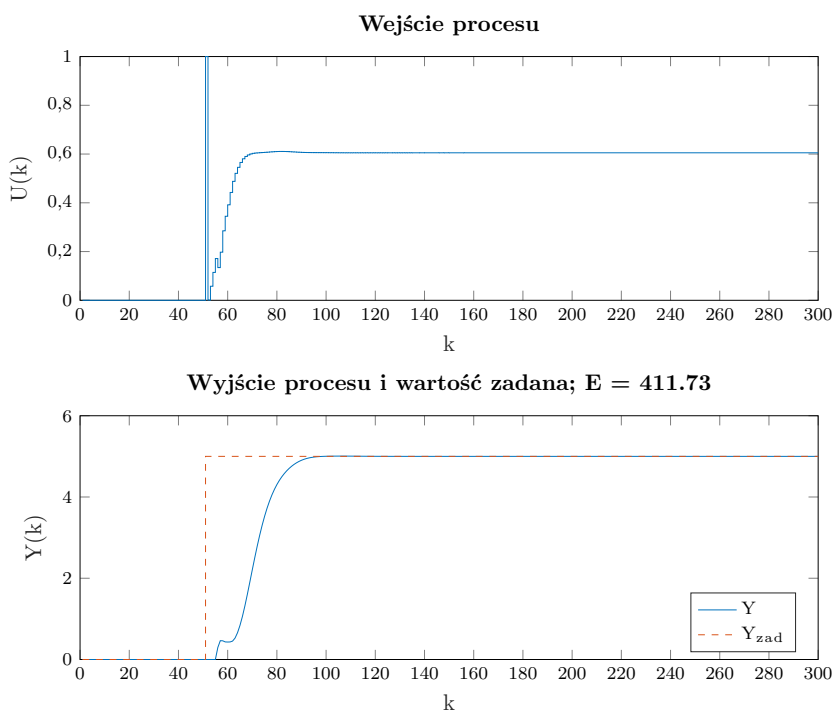 Wejście procesu
1
0,8
0,6
0,4
0,2
0
U(k)
0 20 40 60 80 100 120 140 160 180 200 220 240 260 280 300
k
Wyjście procesu i wartość zadana; E = 411.73
6
4
2
0
Y(k)
Y
Y_zad
0 20 40 60 80 100 120 140 160 180 200 220 240 260 280 300
k